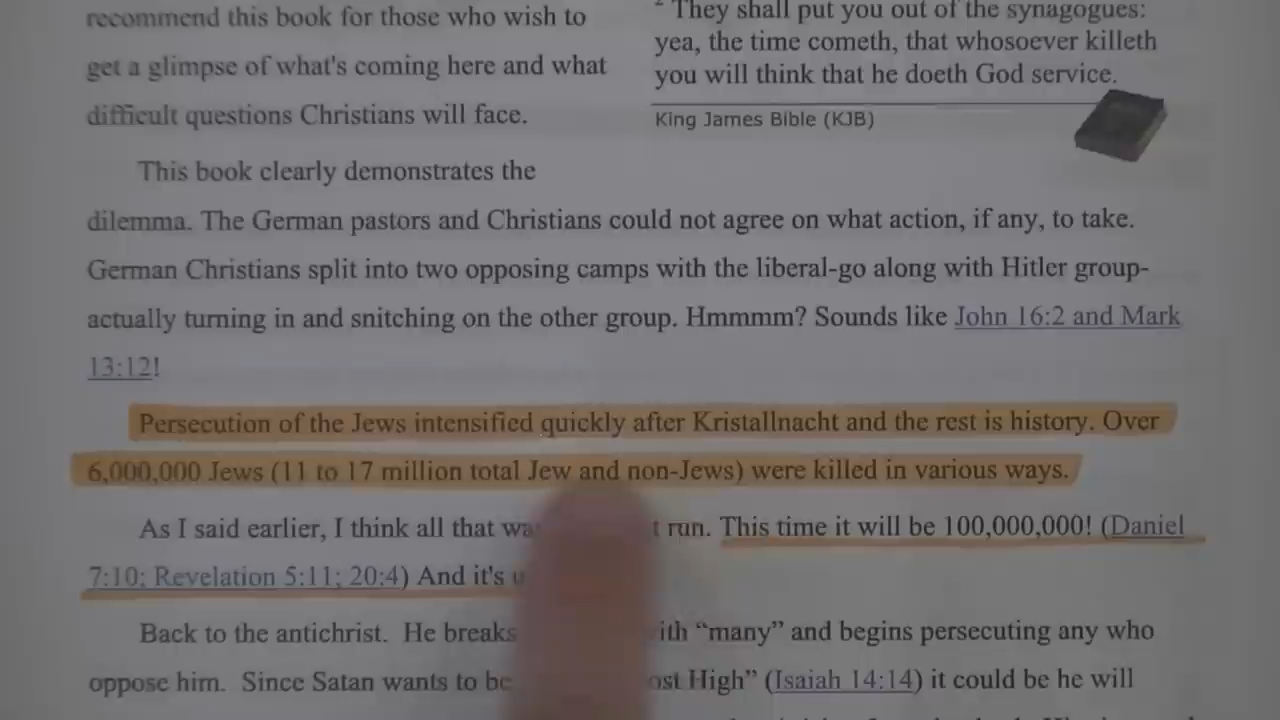 recommend this book for those who wish to
get a glimpse of what's coming here and what
difficult questions Christians will face.
2 They shall put you out of the synagogues:
yea, the time cometh, that whosoever killeth
you will think that he doeth God service.
King James Bible (KJB)
This book clearly demonstrates the
dilemma. The German pastors and Christians could not agree on what action, if any, to take.
German Christians split into two opposing camps with the liberal-go along with Hitler group-
actually turning in and snitching on the other group. Hmmmm? Sounds like John 16:2 and Mark
13:12!
Persecution of the Jews intensified quickly after Kristallnacht and the rest is history. Over
6,000,000 Jews (11 to 17 million total Jew and non-Jews) were killed in various ways.
As I said earlier, I think all that run. This time it will be 100,000,000! (Daniel
7:10; Revelation 5:11; 20:4) And it's
Back to the antichrist. He breaks "many" and begins persecuting any who
oppose him. Since Satan wants to High" (Isaiah 14:14) it could be he will